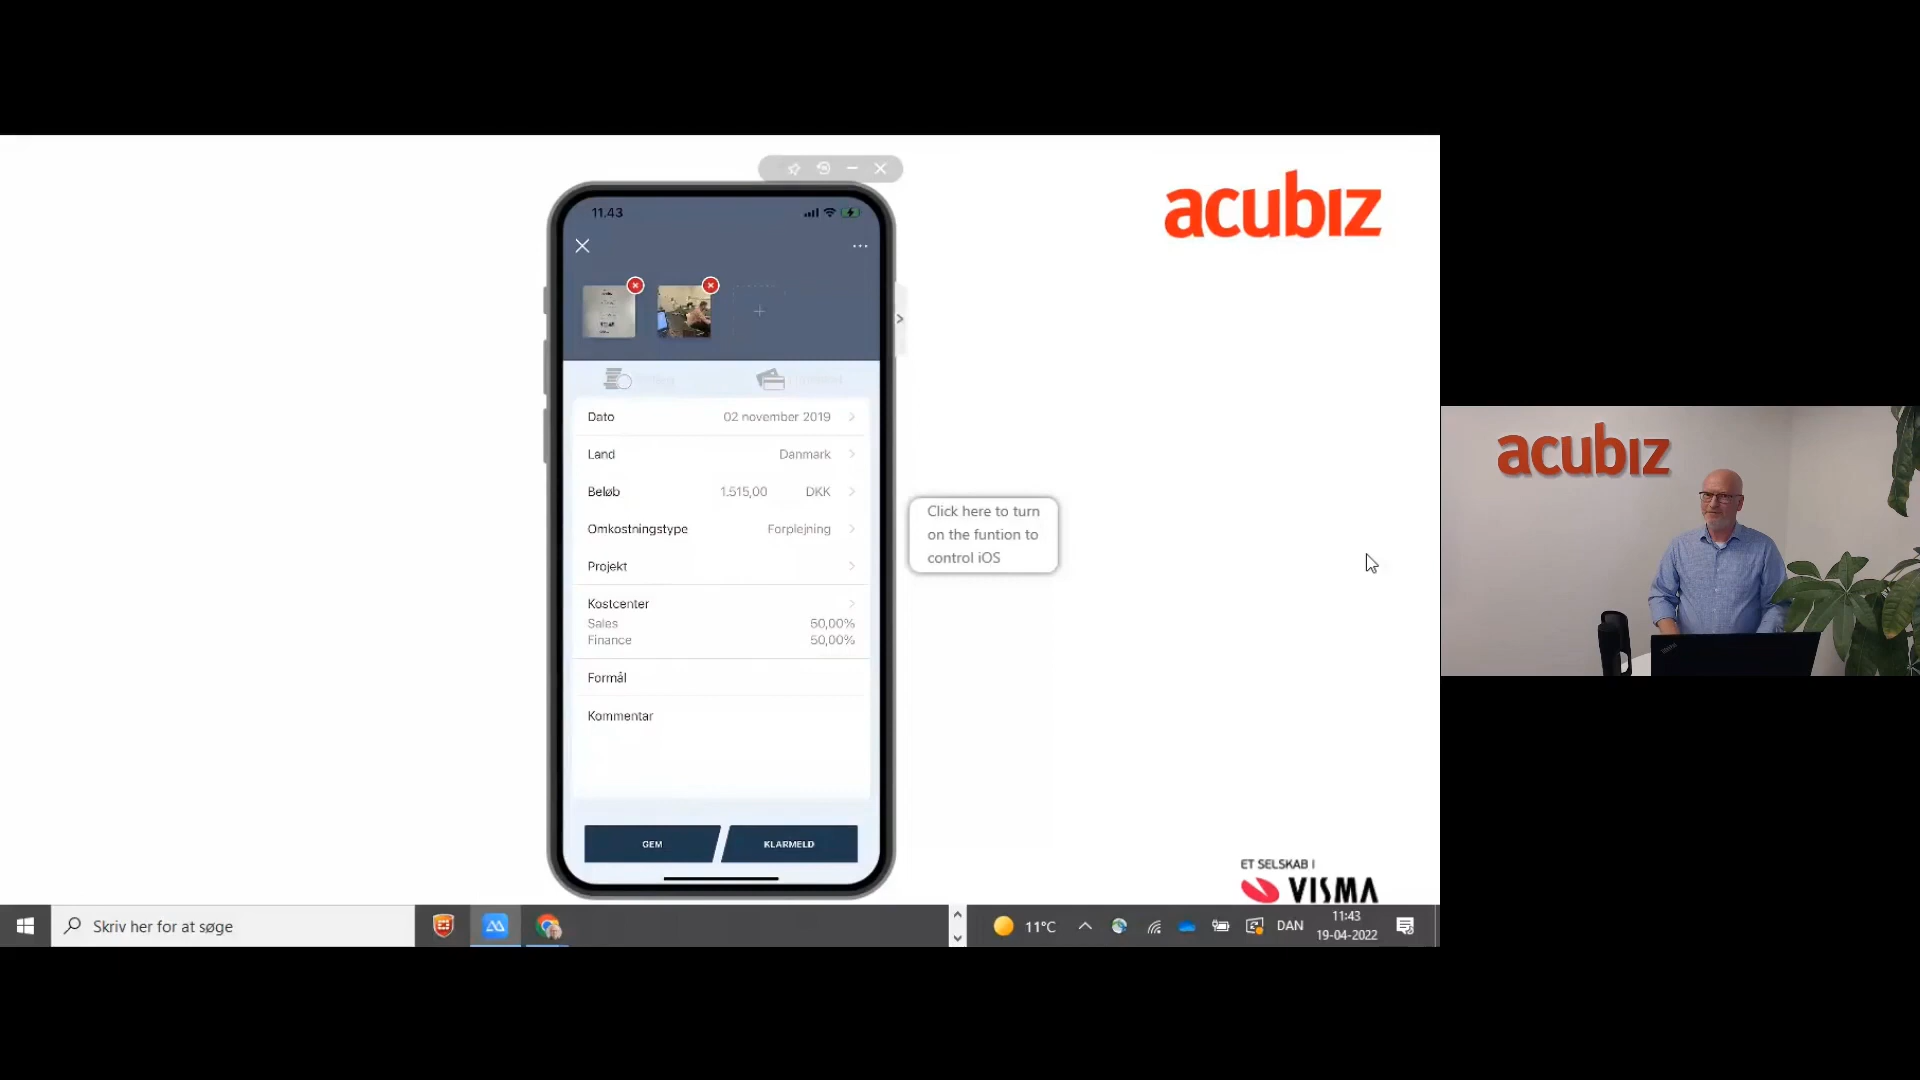 acubiz
11.43
Dato 02 november 2019
Land Danmark
Beløb 1.515,00 DKK
Omkostningstype Forplejning
Projekt
Kostcenter
Sales 50,00%
Finance 50,00%
Formål
Kommentar
GEM KLARMELD
Click here to turn
on the funtion to
control iOS
ET SELSKAB I
VISMA
Skriv her for at søge
11°C
DAN
11:43
19-04-2022
acubiz